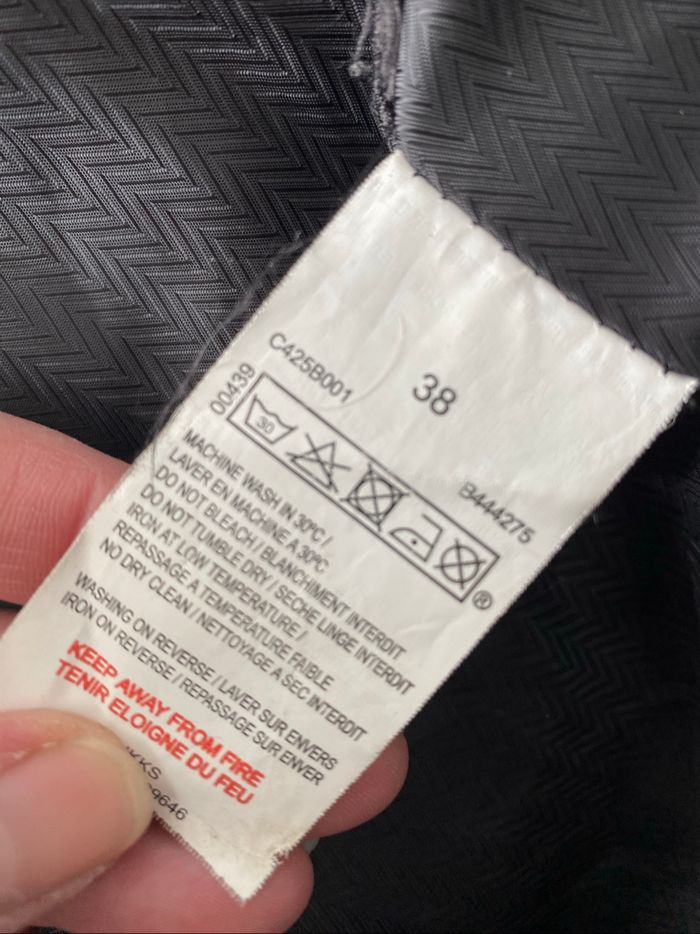 C425B001
38
00439
30
B444275
®
MACHINE WASH IN 30ºC /
LAVER EN MACHINE A 30ºC
DO NOT BLEACH / BLANCHIMENT INTERDIT
DO NOT TUMBLE DRY / SECHE LINGE INTERDIT
IRON AT LOW TEMPERATURE /
REPASSAGE A TEMPERATURE FAIBLE
NO DRY CLEAN / NETTOYAGE A SEC INTERDIT
WASHING ON REVERSE / LAVER SUR ENVERS
IRON ON REVERSE / REPASSAGE SUR ENVER
KEEP AWAY FROM FIRE
TENIR ELOIGNE DU FEU